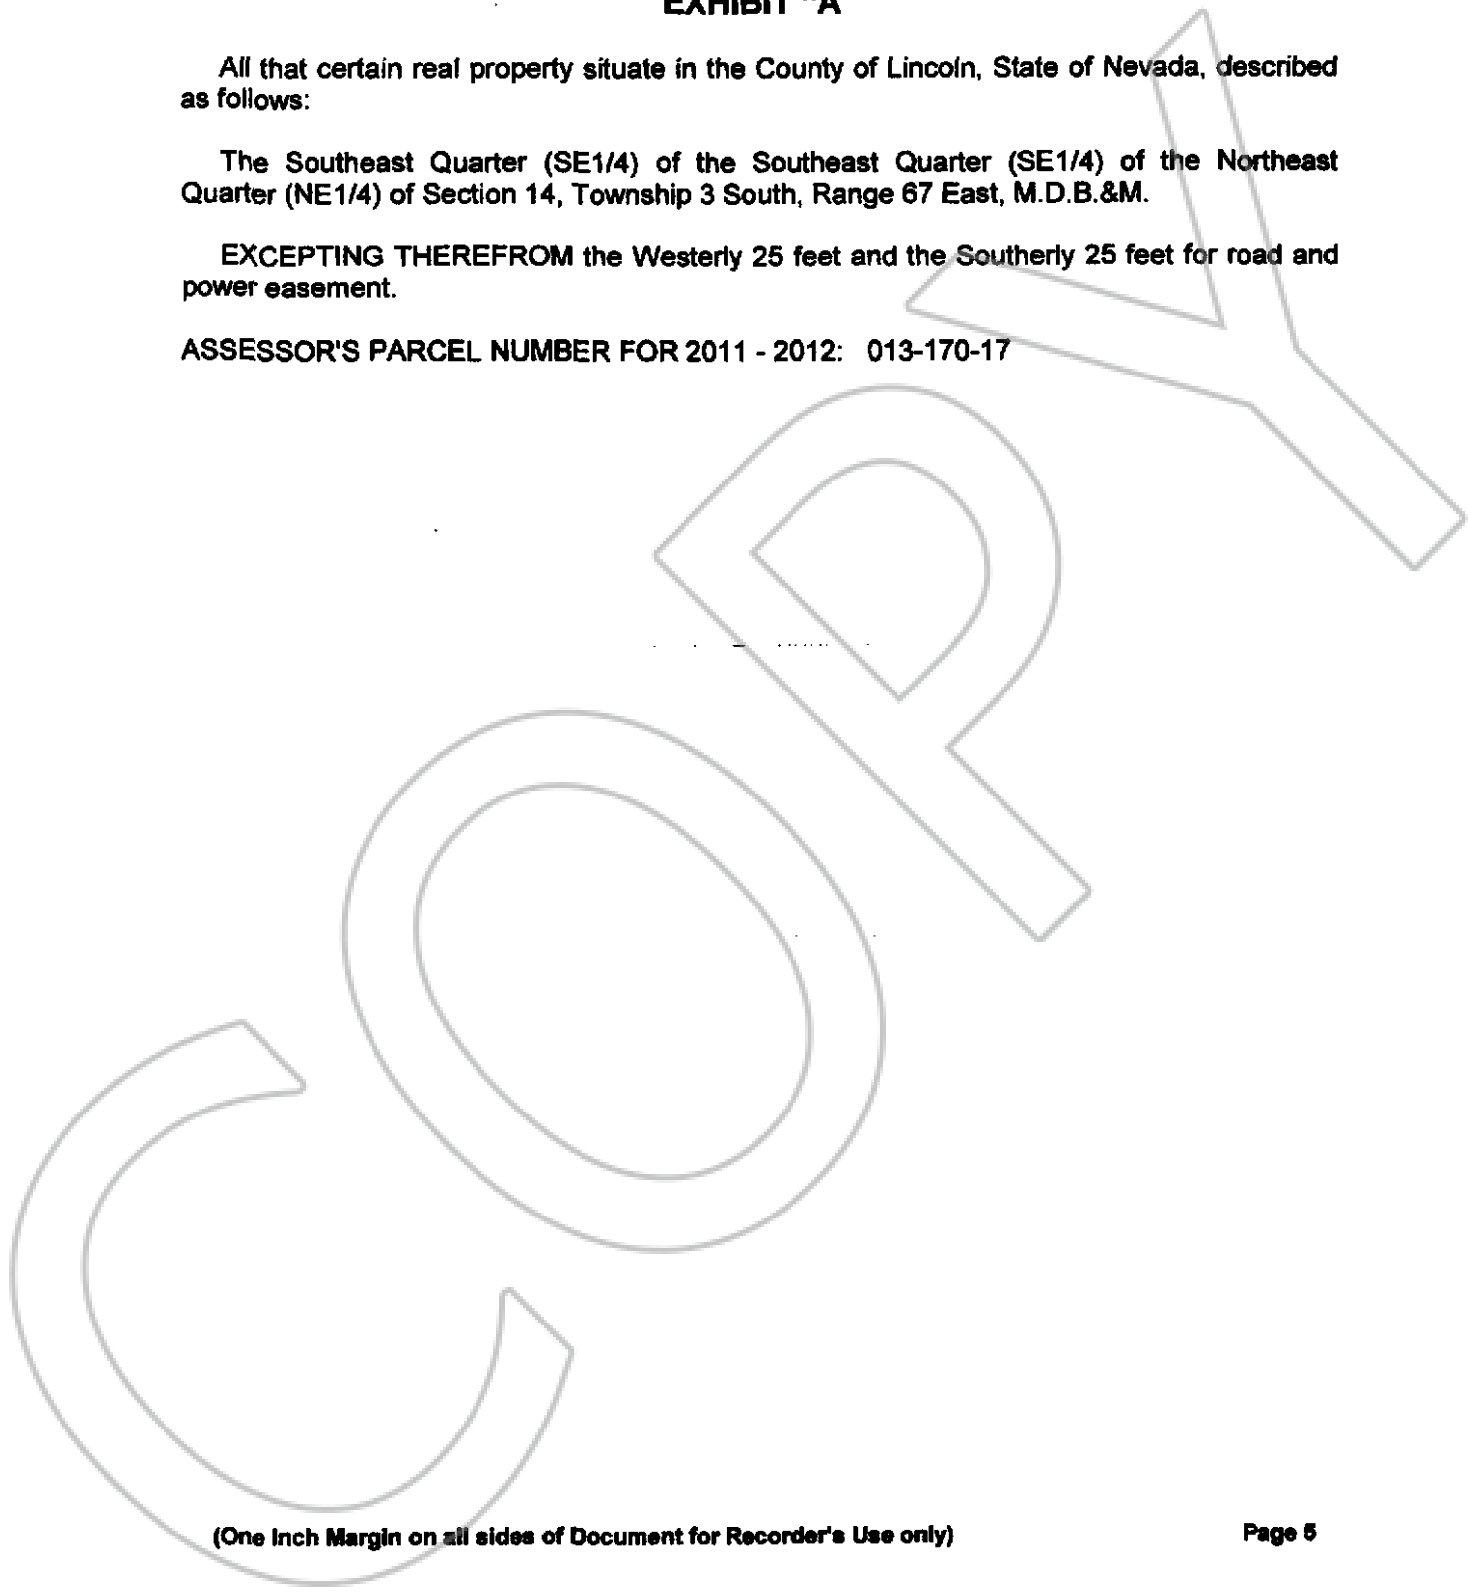 EXHIBIT "A
All that certain real property situate in the County of Lincoln, State of Nevada, described
as follows:
The Southeast Quarter (SE1/4) of the Southeast Quarter (SE1/4) of the Northeast
Quarter (NE1/4) of Section 14, Township 3 South, Range 67 East, M.D.B.&M.
EXCEPTING THEREFROM the Westerly 25 feet and the Southerly 25 feet for road and
power easement.
ASSESSOR'S PARCEL NUMBER FOR 2011 - 2012: 013-170-17
COPY
(One Inch Margin on all sides of Document for Recorder's Use only) Page 5